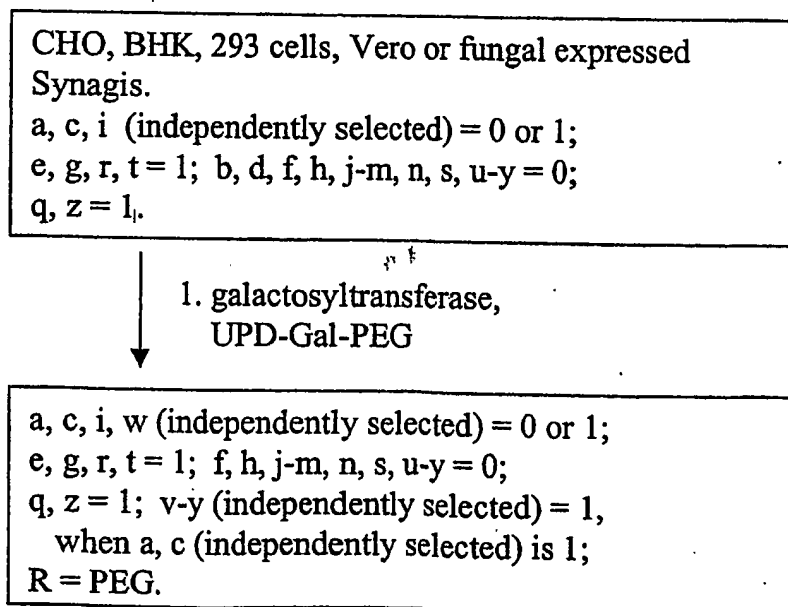 CHO, BHK, 293 cells, Vero or fungal expressed
Synagis.
a, c, i (independently selected) = 0 or 1;
e, g, r, t = 1; b, d, f, h, j-m, n, s, u-y = 0;
q, z = 1.
1. galactosyltransferase,
UPD-Gal-PEG
a, c, i, w (independently selected) = 0 or 1;
e, g, r, t = 1; f, h, j-m, n, s, u-y = 0;
q, z = 1; v-y (independently selected) = 1,
when a, c (independently selected) is 1;
R = PEG.